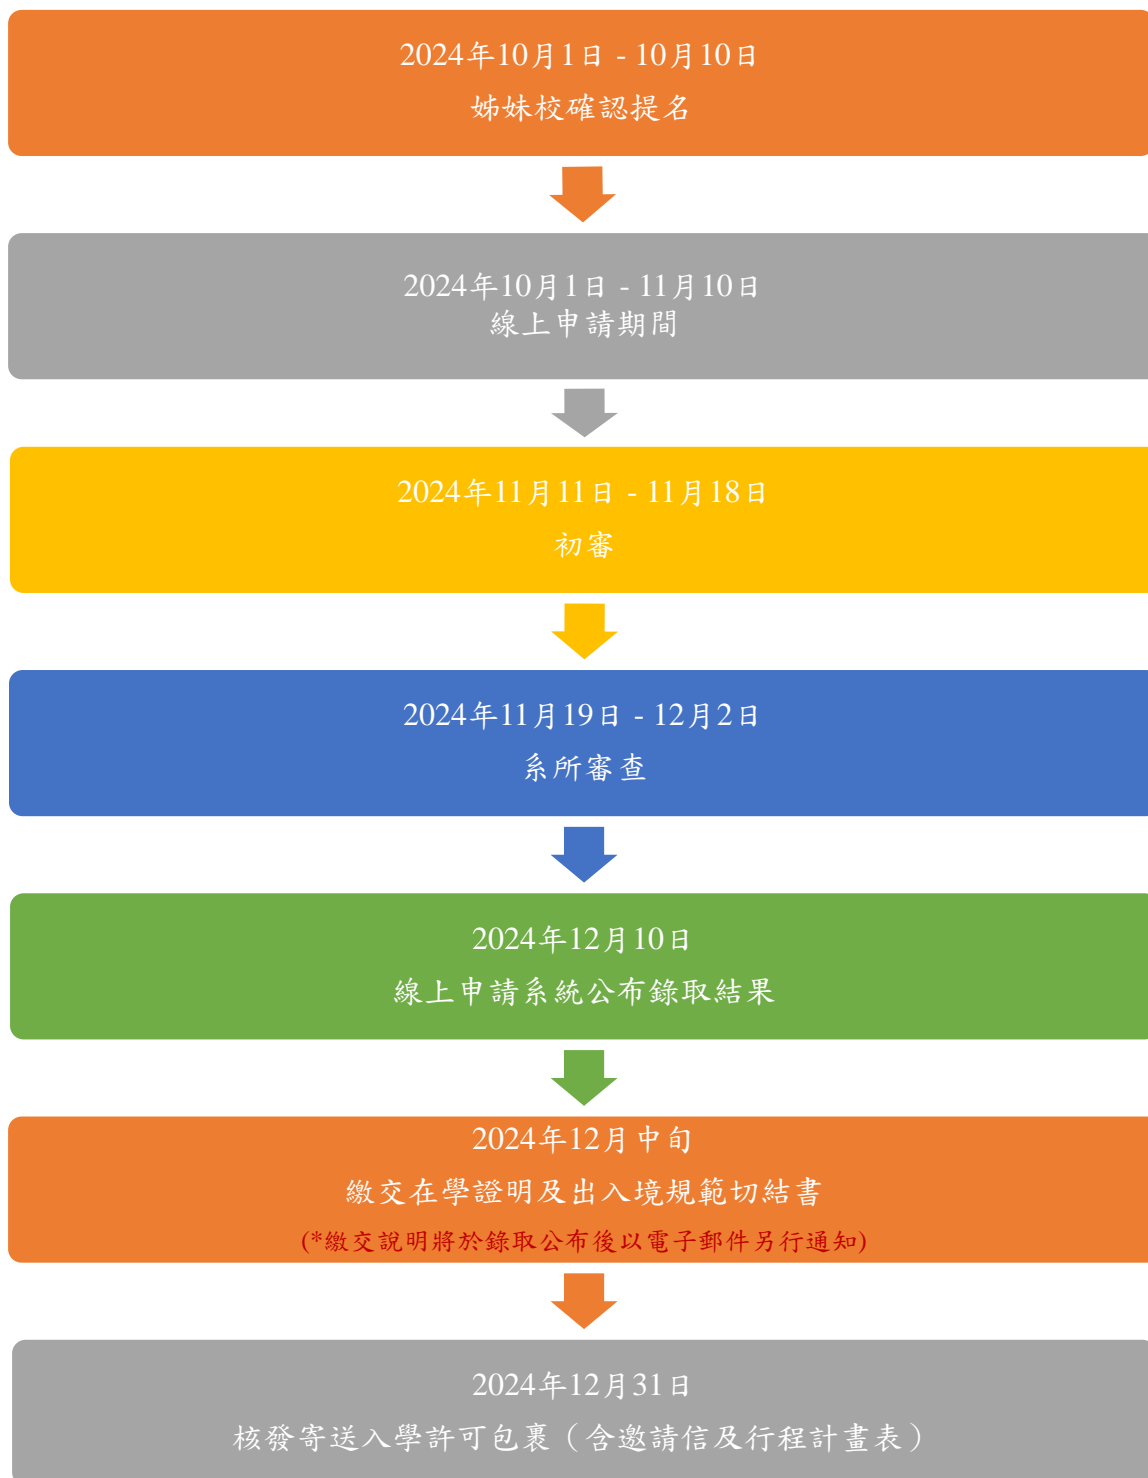 2024年10月1日 - 10月10日
姊妹校確認提名
2024年10月1日 - 11月10日
線上申請期間
2024年11月11日 - 11月18日
初審
2024年11月19日 - 12月2日
系所審查
2024年12月10日
線上申請系統公布錄取結果
2024年12月中旬
繳交在學證明及出入境規範切結書
(*繳交說明將於錄取公布後以電子郵件另行通知)
2024年12月31日
核發寄送入學許可包裹（含邀請信及行程計畫表）